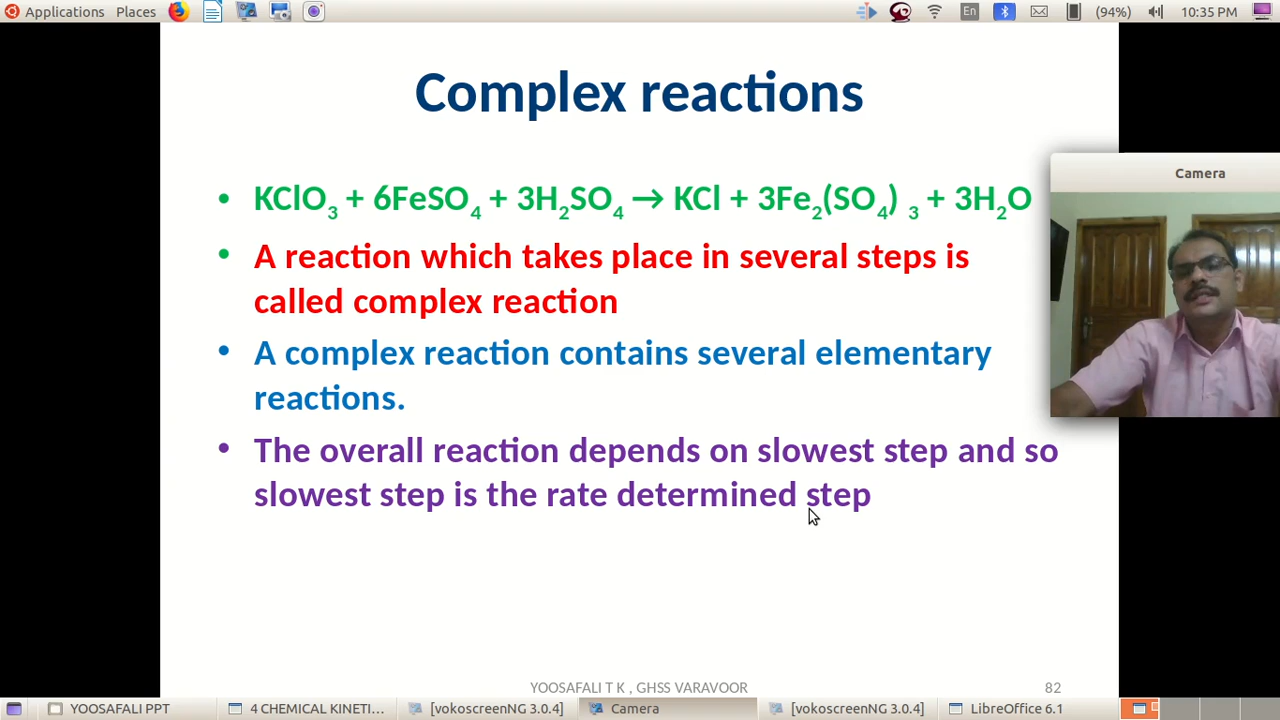 Applications Places En (94%) 10:35 PM
Complex reactions
Camera
• KClO₃ + 6FeSO₄ + 3H₂SO₄ → KCl + 3Fe₂(SO₄) ₃ + 3H₂O
• A reaction which takes place in several steps is
called complex reaction
• A complex reaction contains several elementary
reactions.
• The overall reaction depends on slowest step and so
slowest step is the rate determined step
YOOSAFALI T K , GHSS VARAVOOR 82
YOOSAFALI PPT 4 CHEMICAL KINETI... [vokoscreenNG 3.0.4] Camera [vokoscreenNG 3.0.4] LibreOffice 6.1